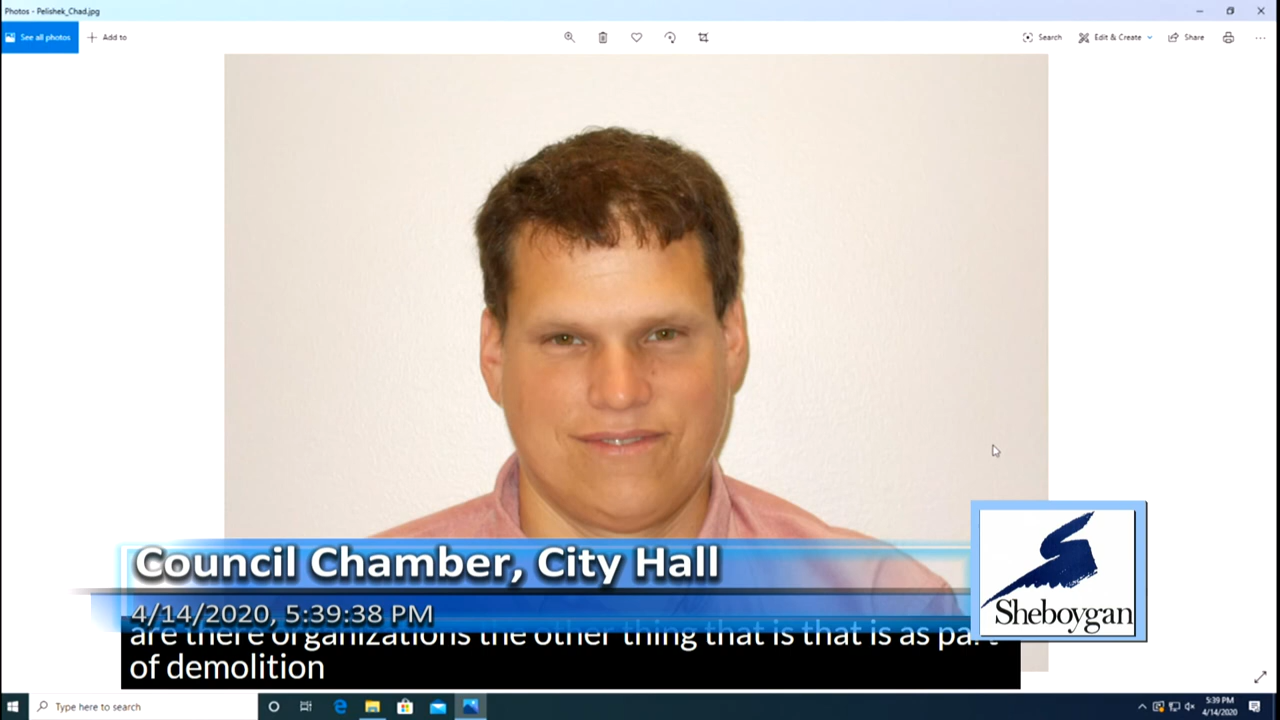 Photos - Pelishek_Chad.jpg
See all photos
Add to
Search
Edit & Create
Share
Council Chamber, City Hall
4/14/2020, 5:39:38 PM
are there organizations the other thing that is that is as part
of demolition
Sheboygan
Type here to search
5:39 PM
4/14/2020